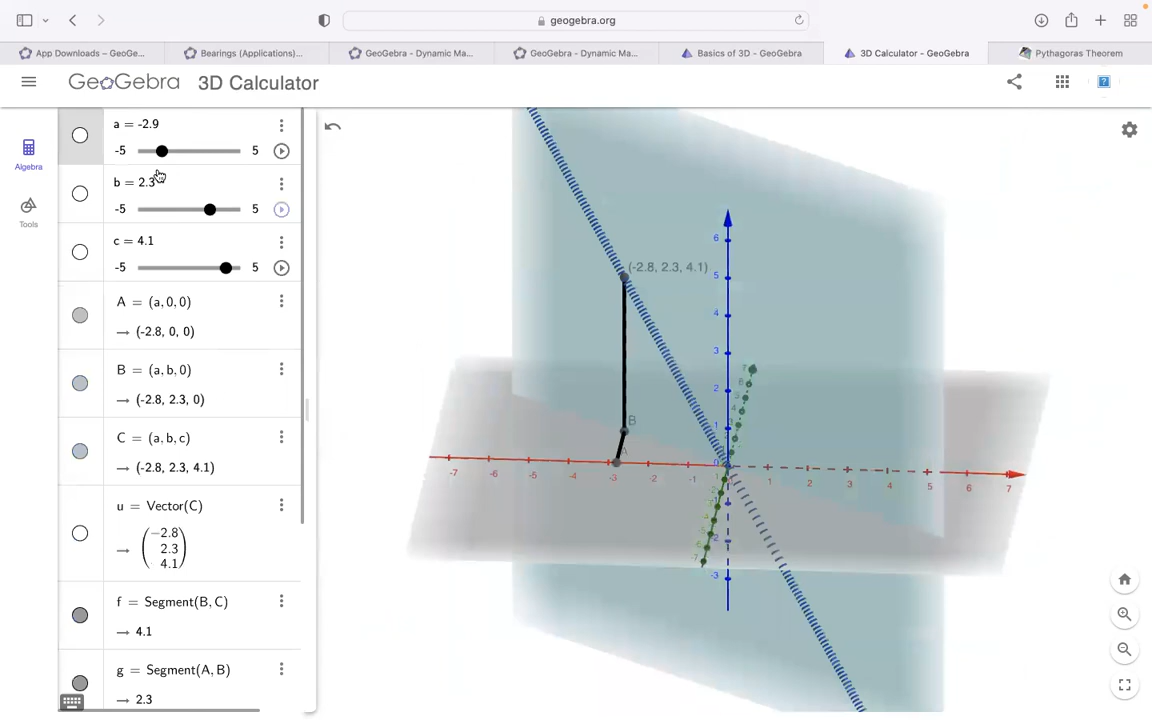 geogebra.org
App Downloads – GeoGe...
Bearings (Applications)...
GeoGebra - Dynamic Ma...
GeoGebra - Dynamic Ma...
Basics of 3D - GeoGebra
3D Calculator - GeoGebra
Pythagoras Theorem
GeoGebra
3D Calculator
Algebra
Tools
a = -2.9
-5 5
b = 2.3
-5 5
c = 4.1
-5 5
A = (a,0,0)
→ (-2.8, 0, 0)
B = (a,b,0)
→ (-2.8, 2.3, 0)
C = (a,b,c)
→ (-2.8, 2.3, 4.1)
u = Vector(C)
→ (-2.8
2.3
4.1)
f = Segment(B,C)
→ 4.1
g = Segment(A,B)
→ 2.3
(-2.8, 2.3, 4.1)
B
A
6
5
4
3
2
1
0
-2
-3
-7 -6 -5 -4 -3 -2 -1 1 2 3 4 5 6 7